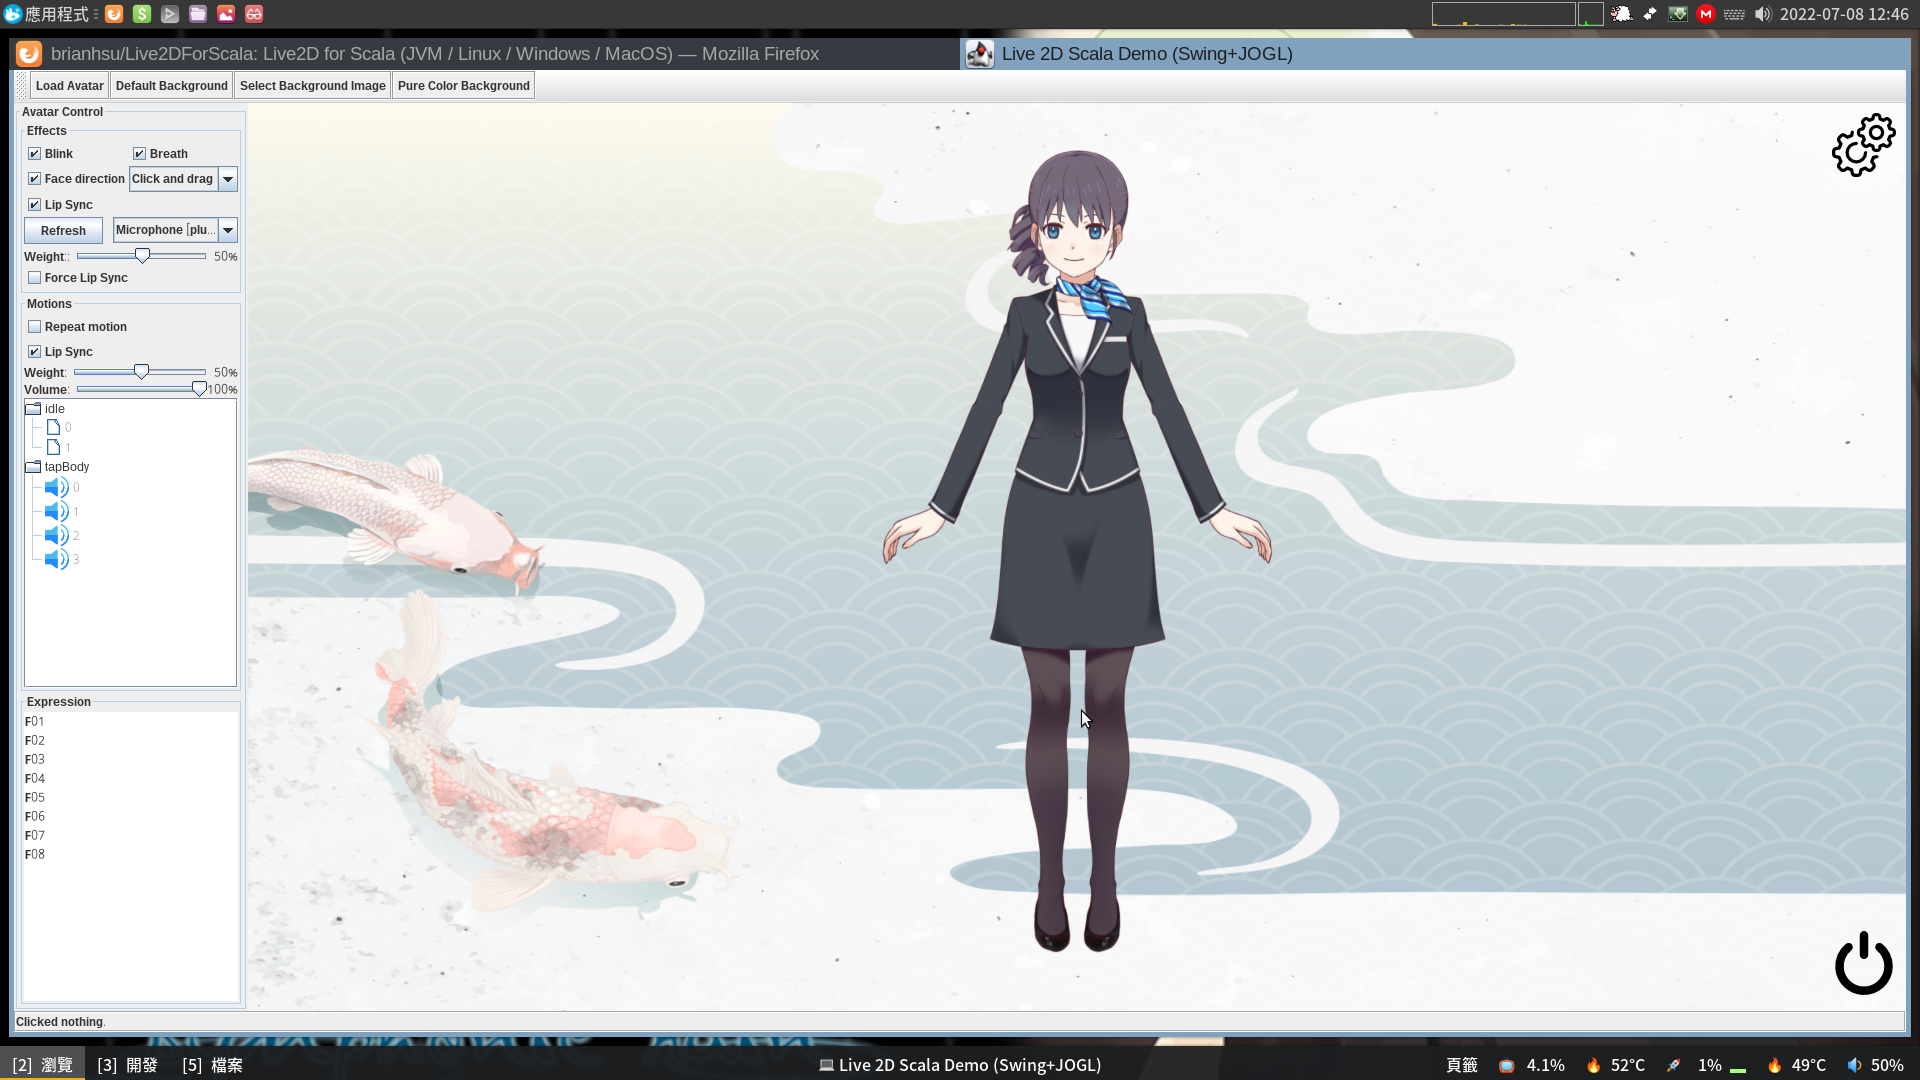 應用程式
2022-07-08 12:46
brianhsu/Live2DForScala: Live2D for Scala (JVM / Linux / Windows / MacOS) — Mozilla Firefox
Live 2D Scala Demo (Swing+JOGL)
Load Avatar
Default Background
Select Background Image
Pure Color Background
Avatar Control
Effects
Blink
Breath
Face direction
Click and drag
Lip Sync
Refresh
Microphone [plu...
Weight:: 50%
Force Lip Sync
Motions
Repeat motion
Lip Sync
Weight: 50%
Volume: 100%
idle
0
1
tapBody
0
1
2
3
Expression
F01
F02
F03
F04
F05
F06
F07
F08
Clicked nothing.
[2] 瀏覽
[3] 開發
[5] 檔案
Live 2D Scala Demo (Swing+JOGL)
頁籤
4.1%
52°C
1%
49°C
50%